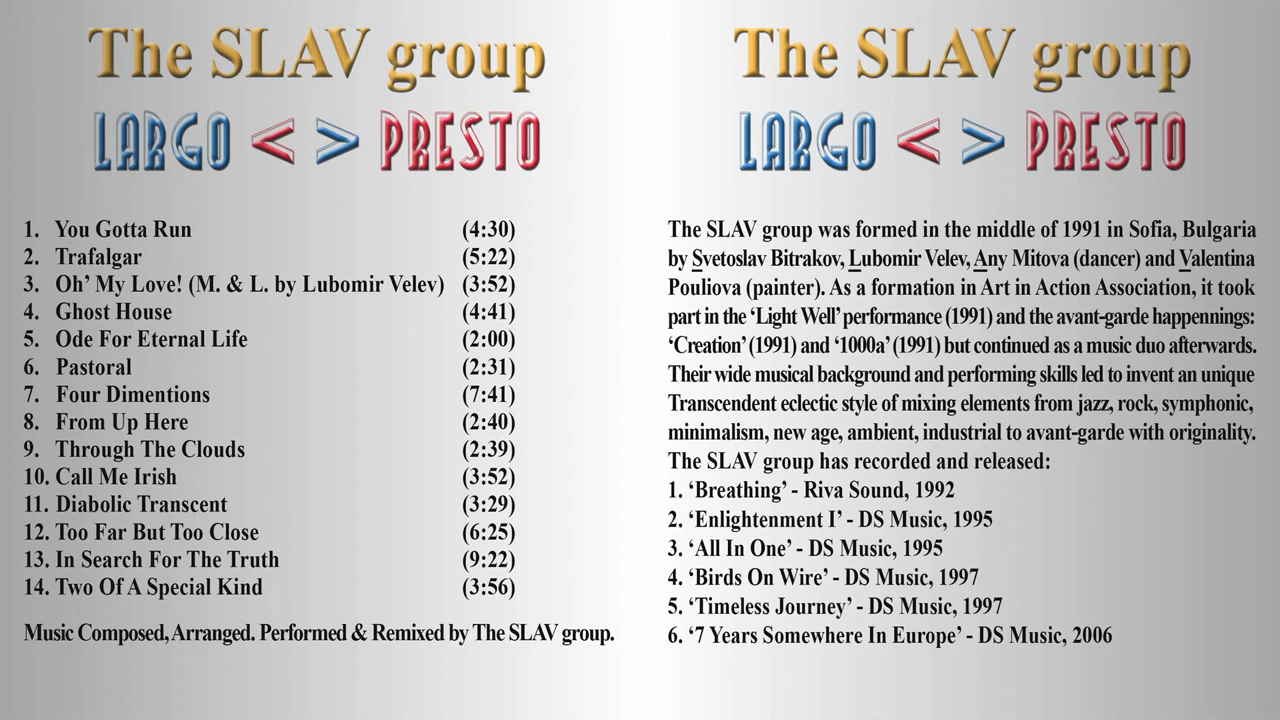 The SLAV group
LARGO < > PRESTO
1. You Gotta Run (4:30)
2. Trafalgar (5:22)
3. Oh’ My Love! (M. & L. by Lubomir Velev) (3:52)
4. Ghost House (4:41)
5. Ode For Eternal Life (2:00)
6. Pastoral (2:31)
7. Four Dimentions (7:41)
8. From Up Here (2:40)
9. Through The Clouds (2:39)
10. Call Me Irish (3:52)
11. Diabolic Transcent (3:29)
12. Too Far But Too Close (6:25)
13. In Search For The Truth (9:22)
14. Two Of A Special Kind (3:56)
Music Composed, Arranged. Performed & Remixed by The SLAV group.
The SLAV group
LARGO < > PRESTO
The SLAV group was formed in the middle of 1991 in Sofia, Bulgaria
by Svetoslav Bitrakov, Lubomir Velev, Any Mitova (dancer) and Valentina
Pouliova (painter). As a formation in Art in Action Association, it took
part in the ‘Light Well’ performance (1991) and the avant-garde happennings:
‘Creation’ (1991) and ‘1000a’ (1991) but continued as a music duo afterwards.
Their wide musical background and performing skills led to invent an unique
Transcendent eclectic style of mixing elements from jazz, rock, symphonic,
minimalism, new age, ambient, industrial to avant-garde with originality.
The SLAV group has recorded and released:
1. ‘Breathing’ - Riva Sound, 1992
2. ‘Enlightenment I’ - DS Music, 1995
3. ‘All In One’ - DS Music, 1995
4. ‘Birds On Wire’ - DS Music, 1997
5. ‘Timeless Journey’ - DS Music, 1997
6. ‘7 Years Somewhere In Europe’ - DS Music, 2006